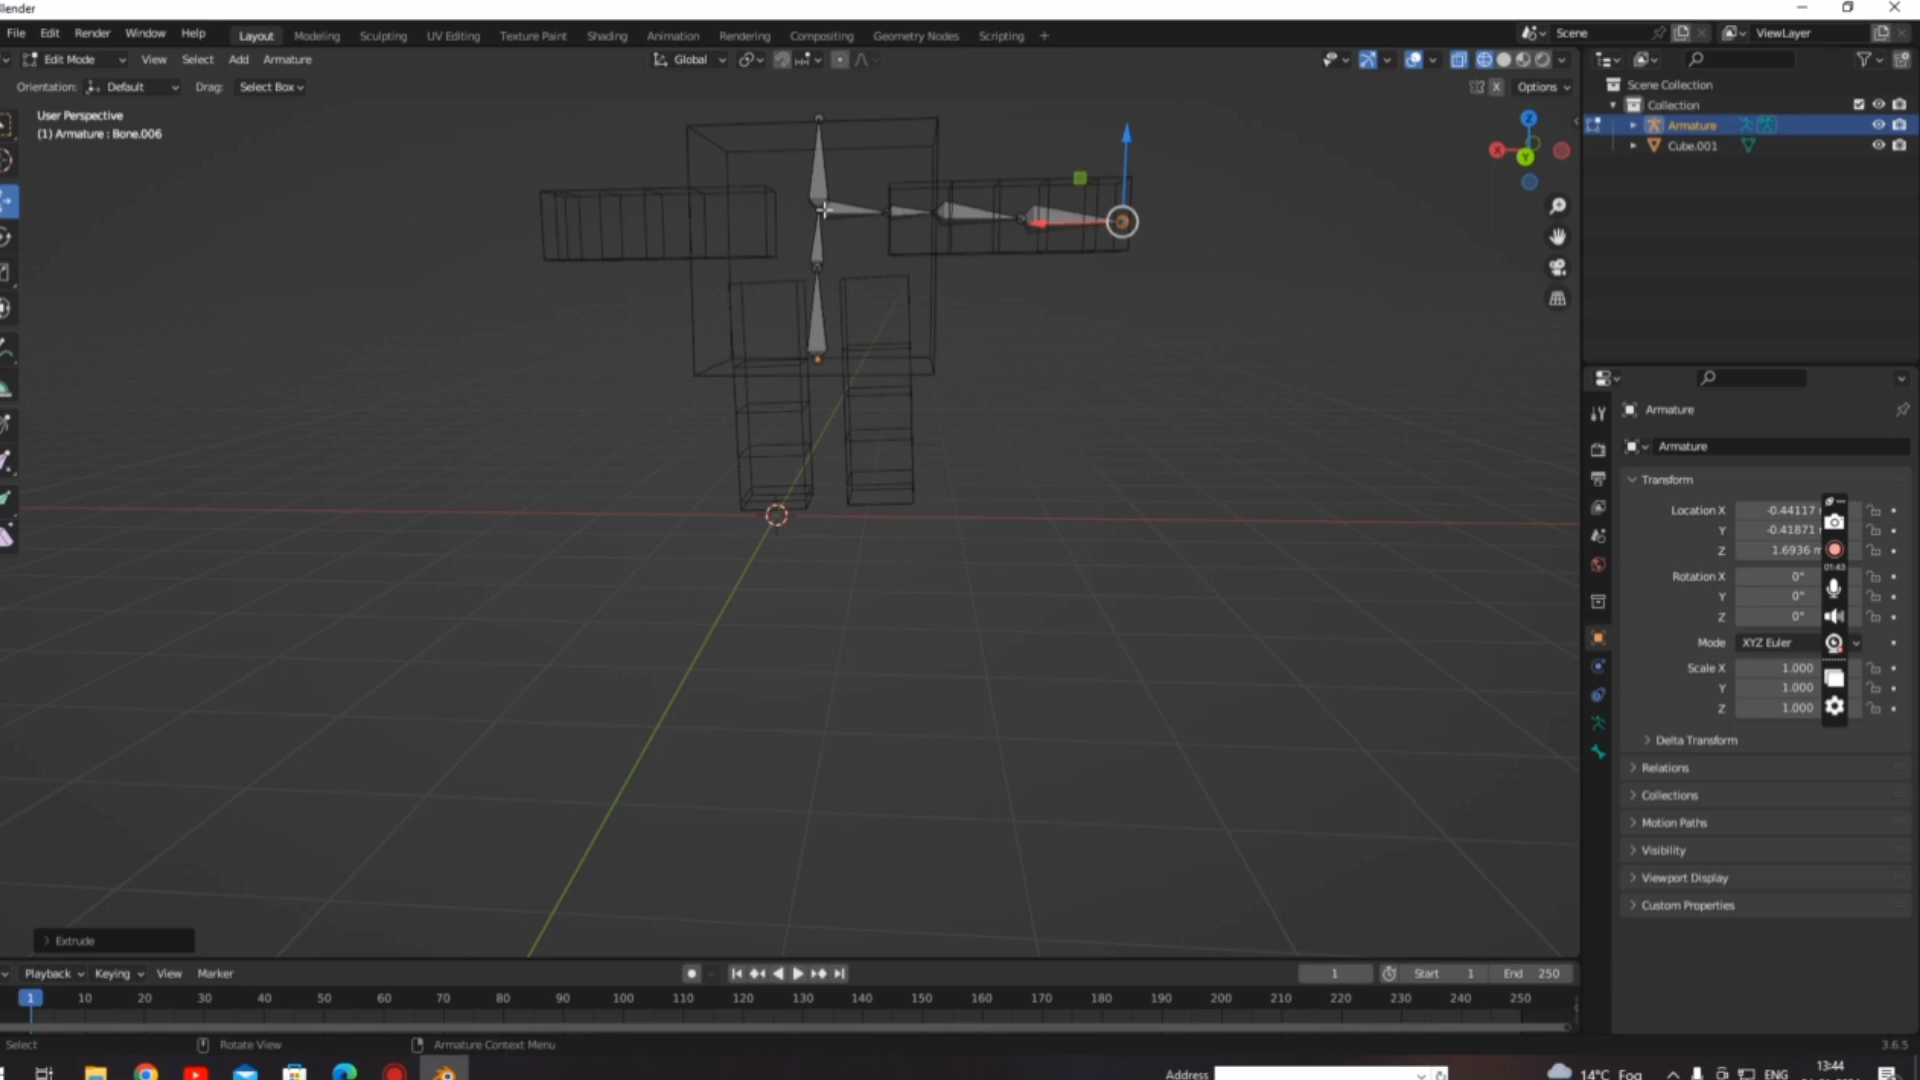 Blender
File Edit Render Window Help Layout Modeling Sculpting UV Editing Texture Paint Shading Animation Rendering Compositing Geometry Nodes Scripting + Scene ViewLayer
Edit Mode View Select Add Armature Global
Orientation: Default Drag: Select Box X Options
User Perspective
(1) Armature : Bone.006
Z
X
Y
Scene Collection
Collection
Armature
Cube.001
Armature
Armature
Transform
Location X -0.44117
Y -0.41871
Z 1.6936 m
01:43
Rotation X 0°
Y 0°
Z 0°
Mode XYZ Euler
Scale X 1.000
Y 1.000
Z 1.000
Delta Transform
Relations
Collections
Motion Paths
Visibility
Viewport Display
Custom Properties
Extrude
Playback Keying View Marker 1 Start 1 End 250
1 10 20 30 40 50 60 70 80 90 100 110 120 130 140 150 160 170 180 190 200 210 220 230 240 250
Select Rotate View Armature Context Menu 3.6.5
Address 14°C Fog ENG 13:44